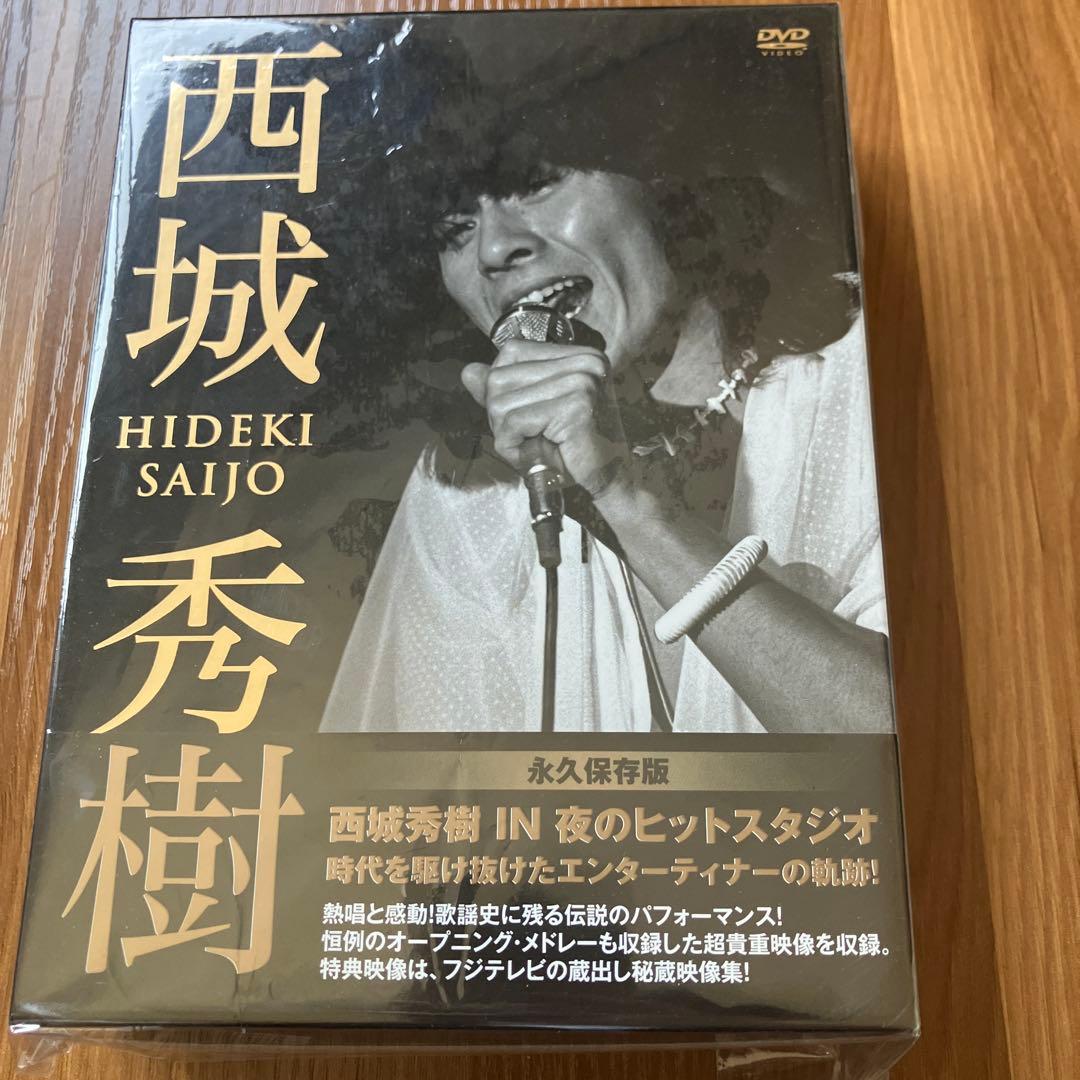 西城秀樹
HIDEKI
SAIJO
DVD
VIDEO
永久保存版
西城秀樹 IN 夜のヒットスタジオ
時代を駆け抜けたエンターティナーの軌跡!
熱唱と感動!歌謡史に残る伝説のパフォーマンス!
恒例のオープニング・メドレーも収録した超貴重映像を収録。
特典映像は、フジテレビの蔵出し秘蔵映像集!